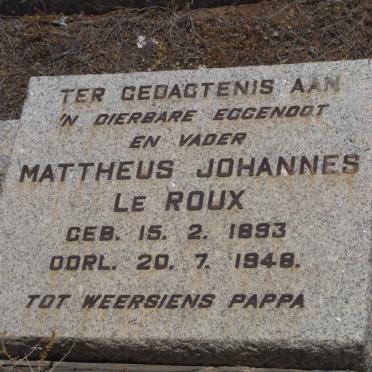 TER GEDAGTENIS AAN
'N DIERBARE EGGENOOT
EN VADER
MATTHEUS JOHANNES
LE ROUX
GEB. 15. 2. 1893
OORL. 20. 7. 1948.
TOT WEERSIENS PAPPA